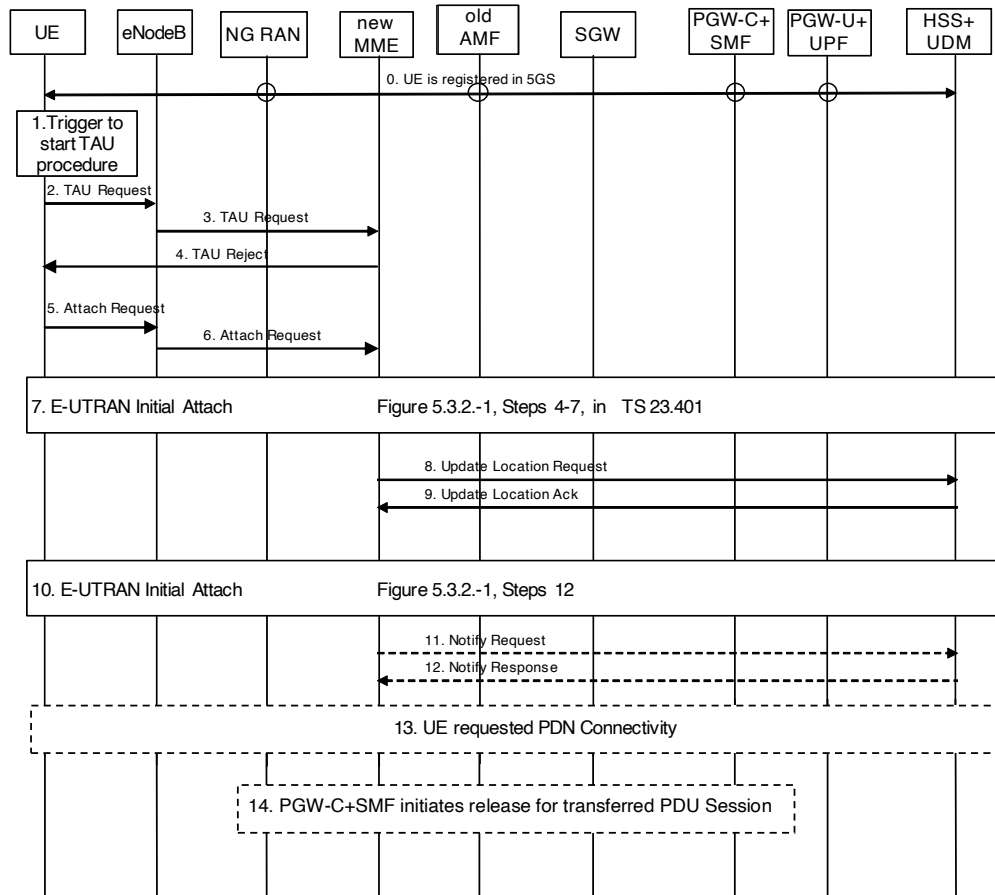 UE
eNodeB
NG RAN
new
MME
old
AMF
SGW
PGW-C+
SMF
PGW-U+
UPF
HSS+
UDM
0. UE is registered in 5GS
1.Trigger to
start TAU
procedure
2. TAU Request
3. TAU Request
4. TAU Reject
5. Attach Request
6. Attach Request
7. E-UTRAN Initial Attach Figure 5.3.2.-1, Steps 4-7, in TS 23.401
8. Update Location Request
9. Update Location Ack
10. E-UTRAN Initial Attach Figure 5.3.2.-1, Steps 12
11. Notify Request
12. Notify Response
13. UE requested PDN Connectivity
14. PGW-C+SMF initiates release for transferred PDU Session